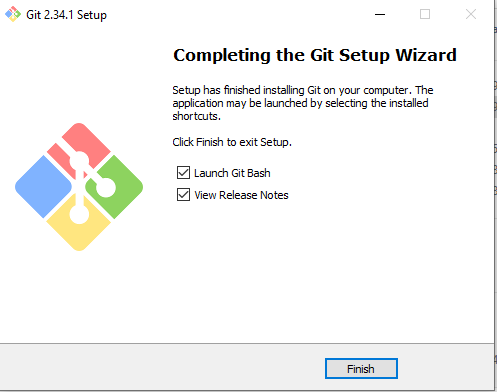 Git 2.34.1 Setup
Completing the Git Setup Wizard
Setup has finished installing Git on your computer. The
application may be launched by selecting the installed
shortcuts.
Click Finish to exit Setup.
Launch Git Bash
View Release Notes
Finish